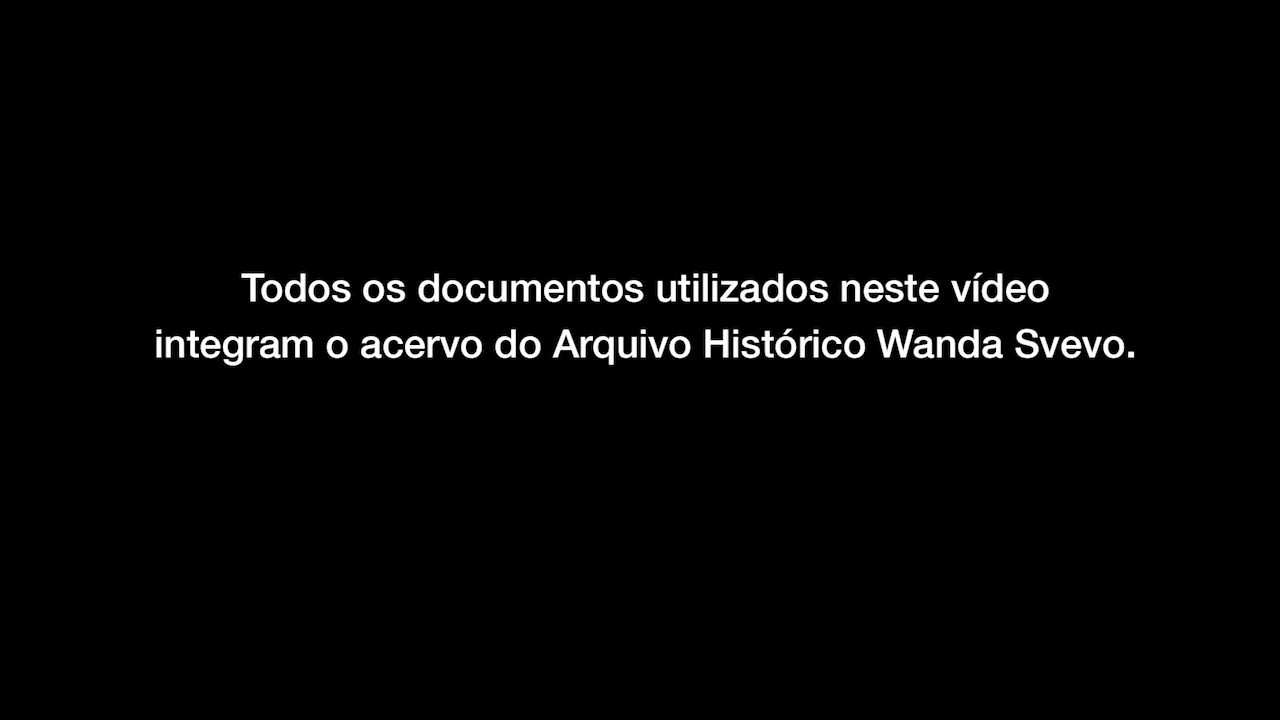 Todos os documentos utilizados neste vídeo
integram o acervo do Arquivo Histórico Wanda Svevo.